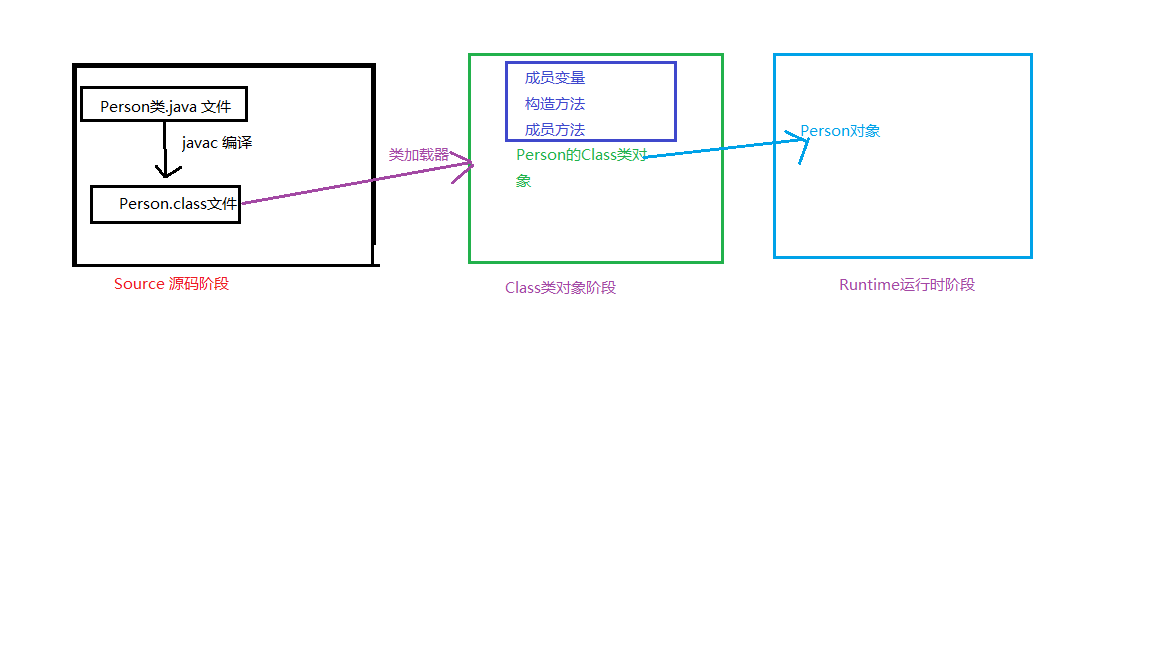 Person类.java 文件
javac 编译
Person.class文件
Source 源码阶段
类加载器
成员变量
构造方法
成员方法
Person的Class类对
象
Class类对象阶段
Person对象
Runtime运行时阶段